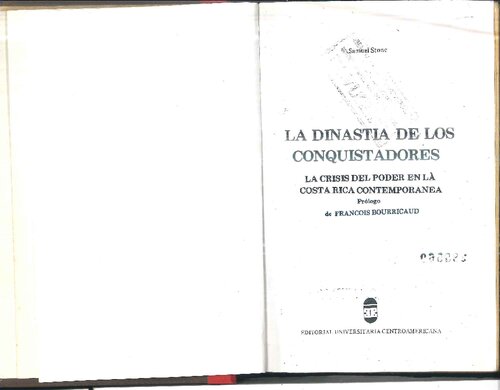 Samuel Stone
LA DINASTIA DE LOS
CONQUISTADORES
LA CRISIS DEL PODER EN LA
COSTA RICA CONTEMPORANEA
Prólogo
de FRANCOIS BOURRICAUD
EDITORIAL UNIVERSITARIA CENTROAMERICANA